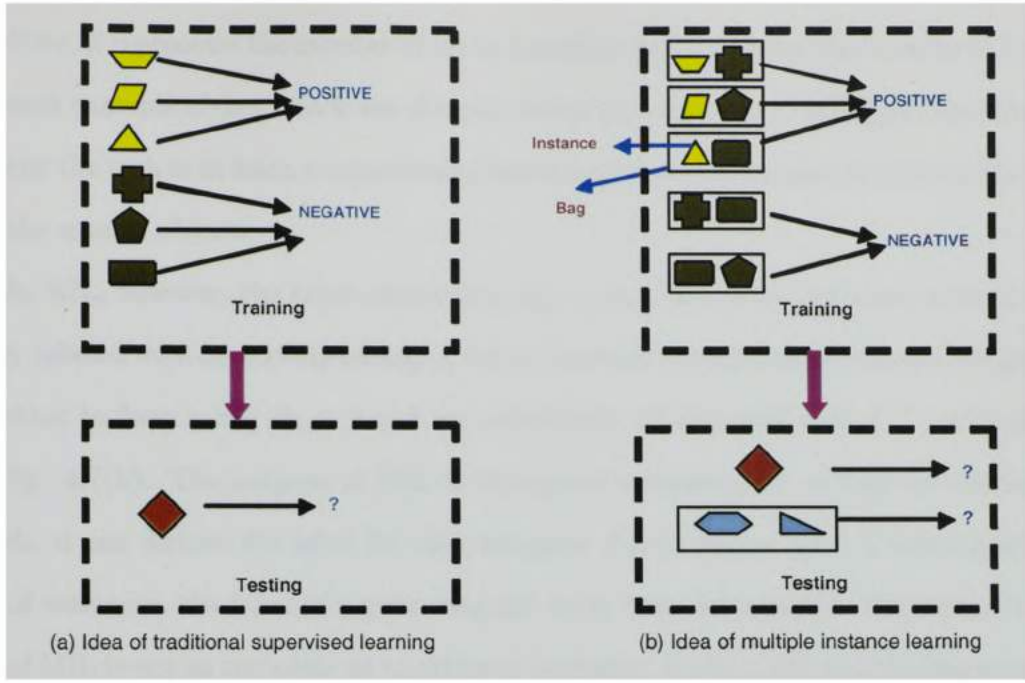 POSITIVE
NEGATIVE
Training
?
Testing
(a) Idea of traditional supervised learning
POSITIVE
Instance
Bag
NEGATIVE
Training
?
?
Testing
(b) Idea of multiple instance learning